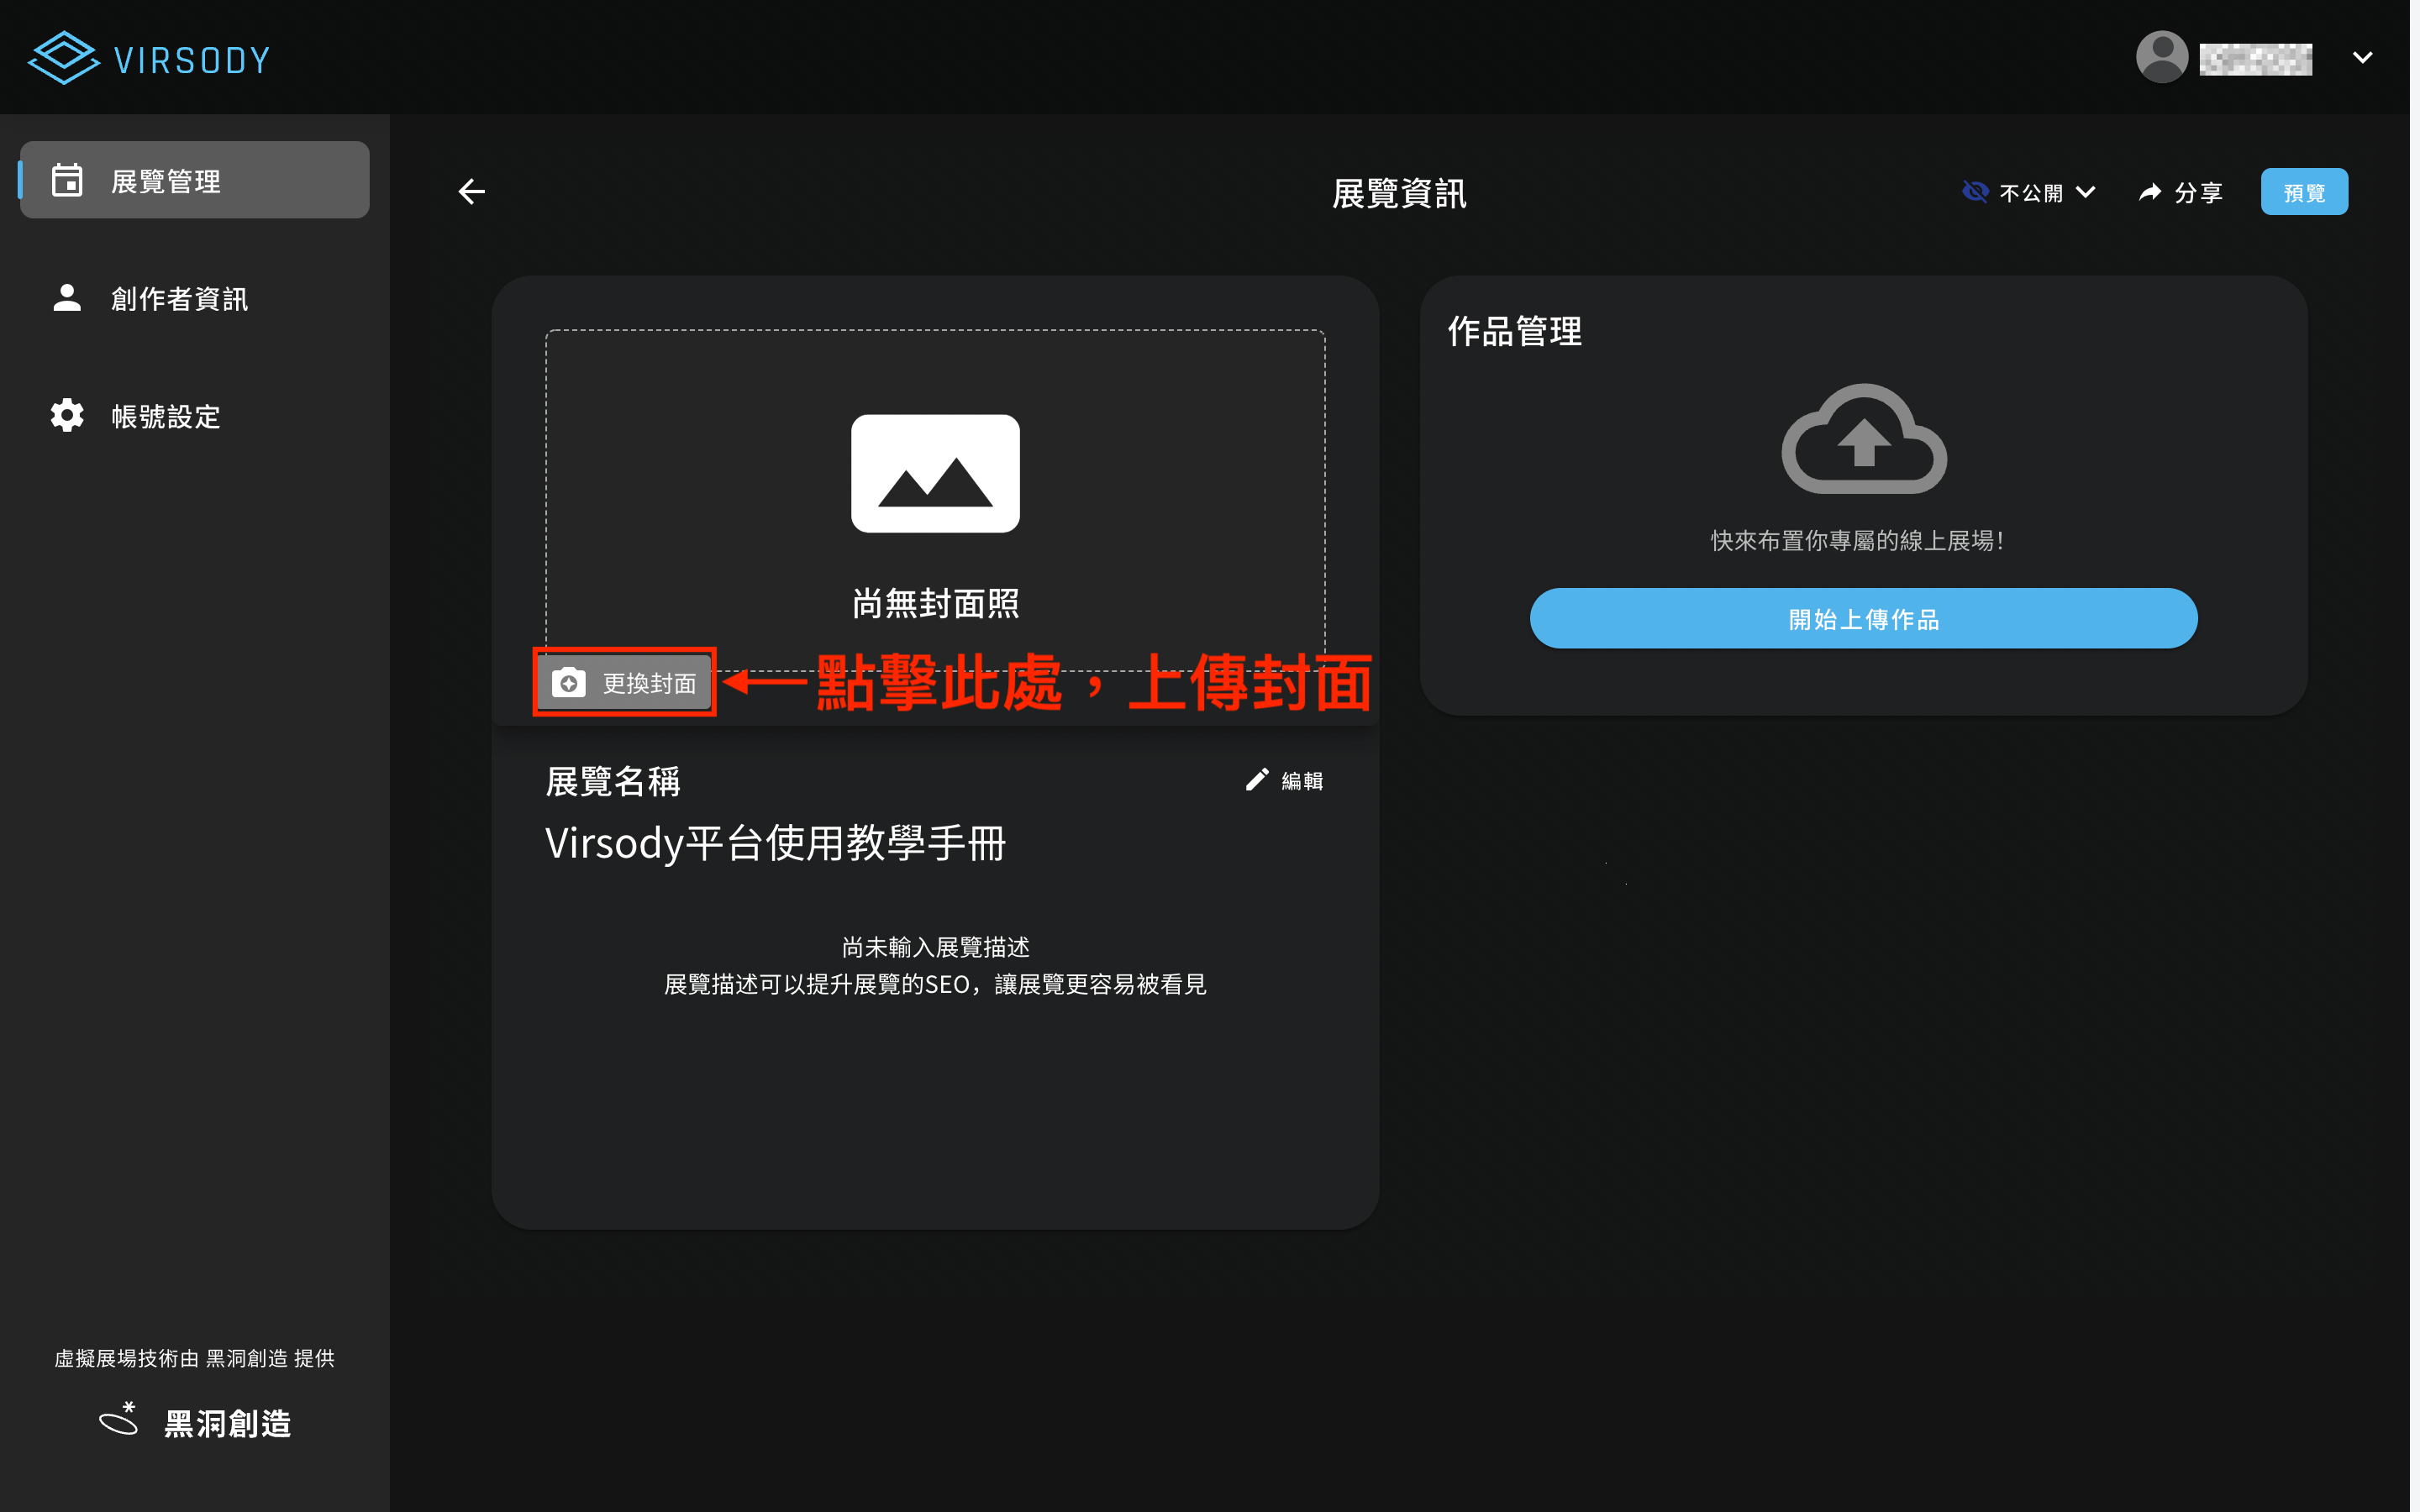 VIRSODY
展覽管理
創作者資訊
帳號設定
展覽資訊
不公開
分享
預覽
尚無封面照
更換封面
點擊此處，上傳封面
展覽名稱
編輯
Virsody平台使用教學手冊
尚未輸入展覽描述
展覽描述可以提升展覽的SEO，讓展覽更容易被看見
作品管理
快來布置你專屬的線上展場！
開始上傳作品
虛擬展場技術由 黑洞創造 提供
黑洞創造